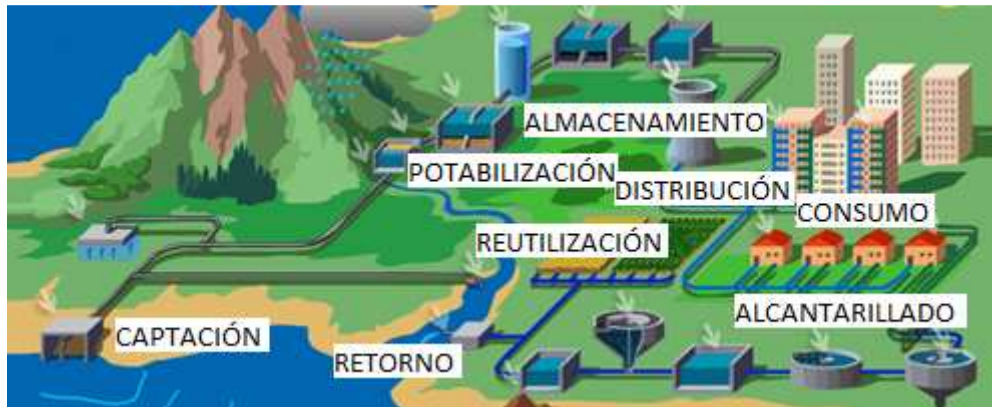 ALMACENAMIENTO
POTABILIZACIÓN
DISTRIBUCIÓN
CONSUMO
REUTILIZACIÓN
ALCANTARILLADO
CAPTACIÓN
RETORNO